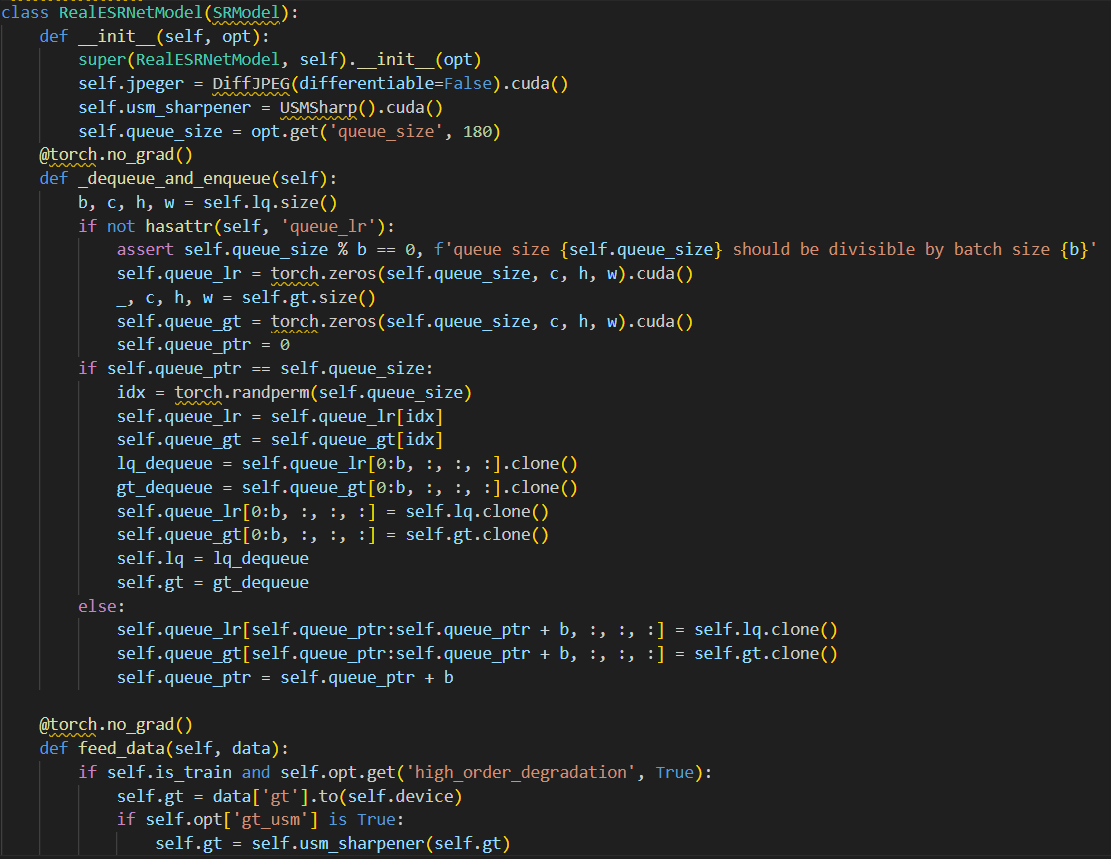 class RealESRNetModel(SRModel):
    def __init__(self, opt):
        super(RealESRNetModel, self).__init__(opt)
        self.jpeger = DiffJPEG(differentiable=False).cuda()
        self.usm_sharpener = USMSharp().cuda()
        self.queue_size = opt.get('queue_size', 180)
    @torch.no_grad()
    def _dequeue_and_enqueue(self):
        b, c, h, w = self.lq.size()
        if not hasattr(self, 'queue_lr'):
            assert self.queue_size % b == 0, f'queue size {self.queue_size} should be divisible by batch size {b}'
            self.queue_lr = torch.zeros(self.queue_size, c, h, w).cuda()
            _, c, h, w = self.gt.size()
            self.queue_gt = torch.zeros(self.queue_size, c, h, w).cuda()
            self.queue_ptr = 0
        if self.queue_ptr == self.queue_size:
            idx = torch.randperm(self.queue_size)
            self.queue_lr = self.queue_lr[idx]
            self.queue_gt = self.queue_gt[idx]
            lq_dequeue = self.queue_lr[0:b, :, :, :].clone()
            gt_dequeue = self.queue_gt[0:b, :, :, :].clone()
            self.queue_lr[0:b, :, :, :] = self.lq.clone()
            self.queue_gt[0:b, :, :, :] = self.gt.clone()
            self.lq = lq_dequeue
            self.gt = gt_dequeue
        else:
            self.queue_lr[self.queue_ptr:self.queue_ptr + b, :, :, :] = self.lq.clone()
            self.queue_gt[self.queue_ptr:self.queue_ptr + b, :, :, :] = self.gt.clone()
            self.queue_ptr = self.queue_ptr + b

    @torch.no_grad()
    def feed_data(self, data):
        if self.is_train and self.opt.get('high_order_degradation', True):
            self.gt = data['gt'].to(self.device)
            if self.opt['gt_usm'] is True:
                self.gt = self.usm_sharpener(self.gt)